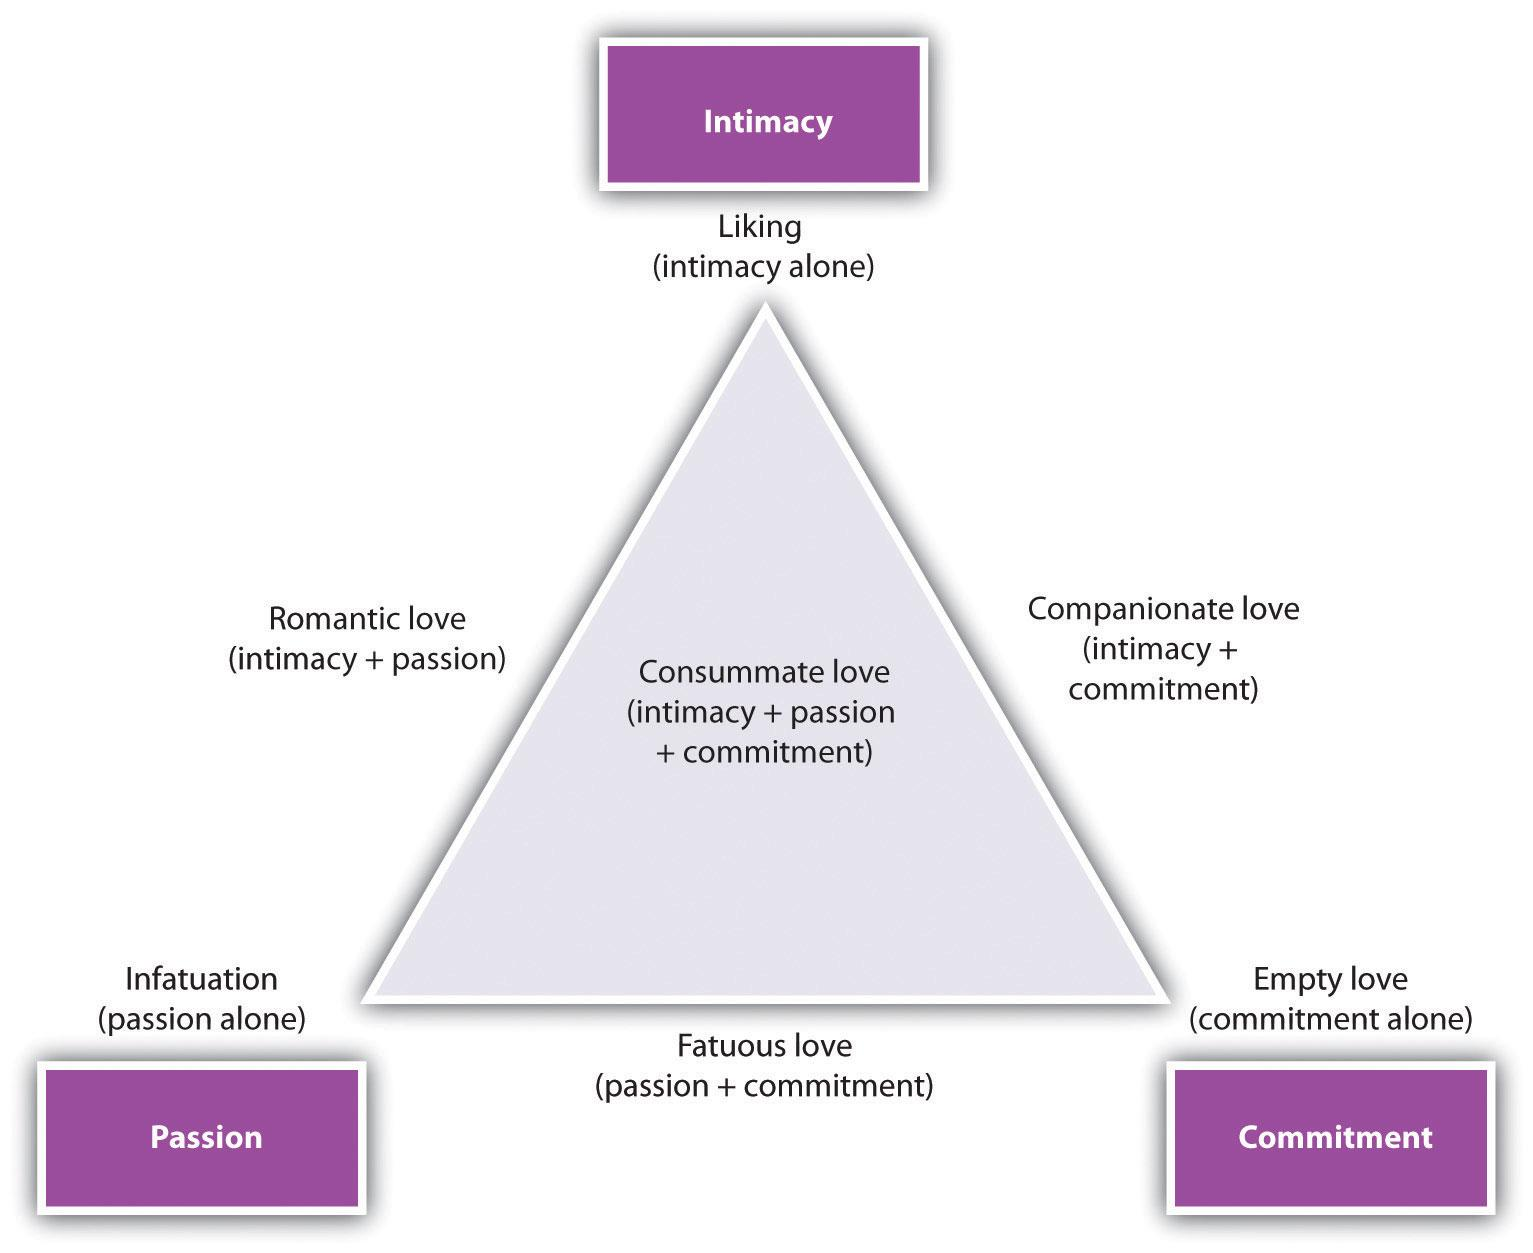 Intimacy
Liking
(intimacy alone)
Romantic love
(intimacy + passion)
Companionate love
(intimacy +
commitment)
Consummate love
(intimacy + passion
+ commitment)
Infatuation
(passion alone)
Empty love
(commitment alone)
Fatuous love
(passion + commitment)
Passion
Commitment